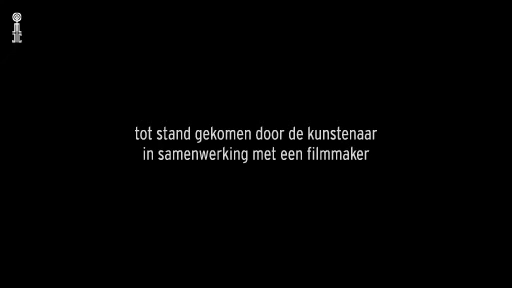 tot stand gekomen door de kunstenaar
in samenwerking met een filmmaker